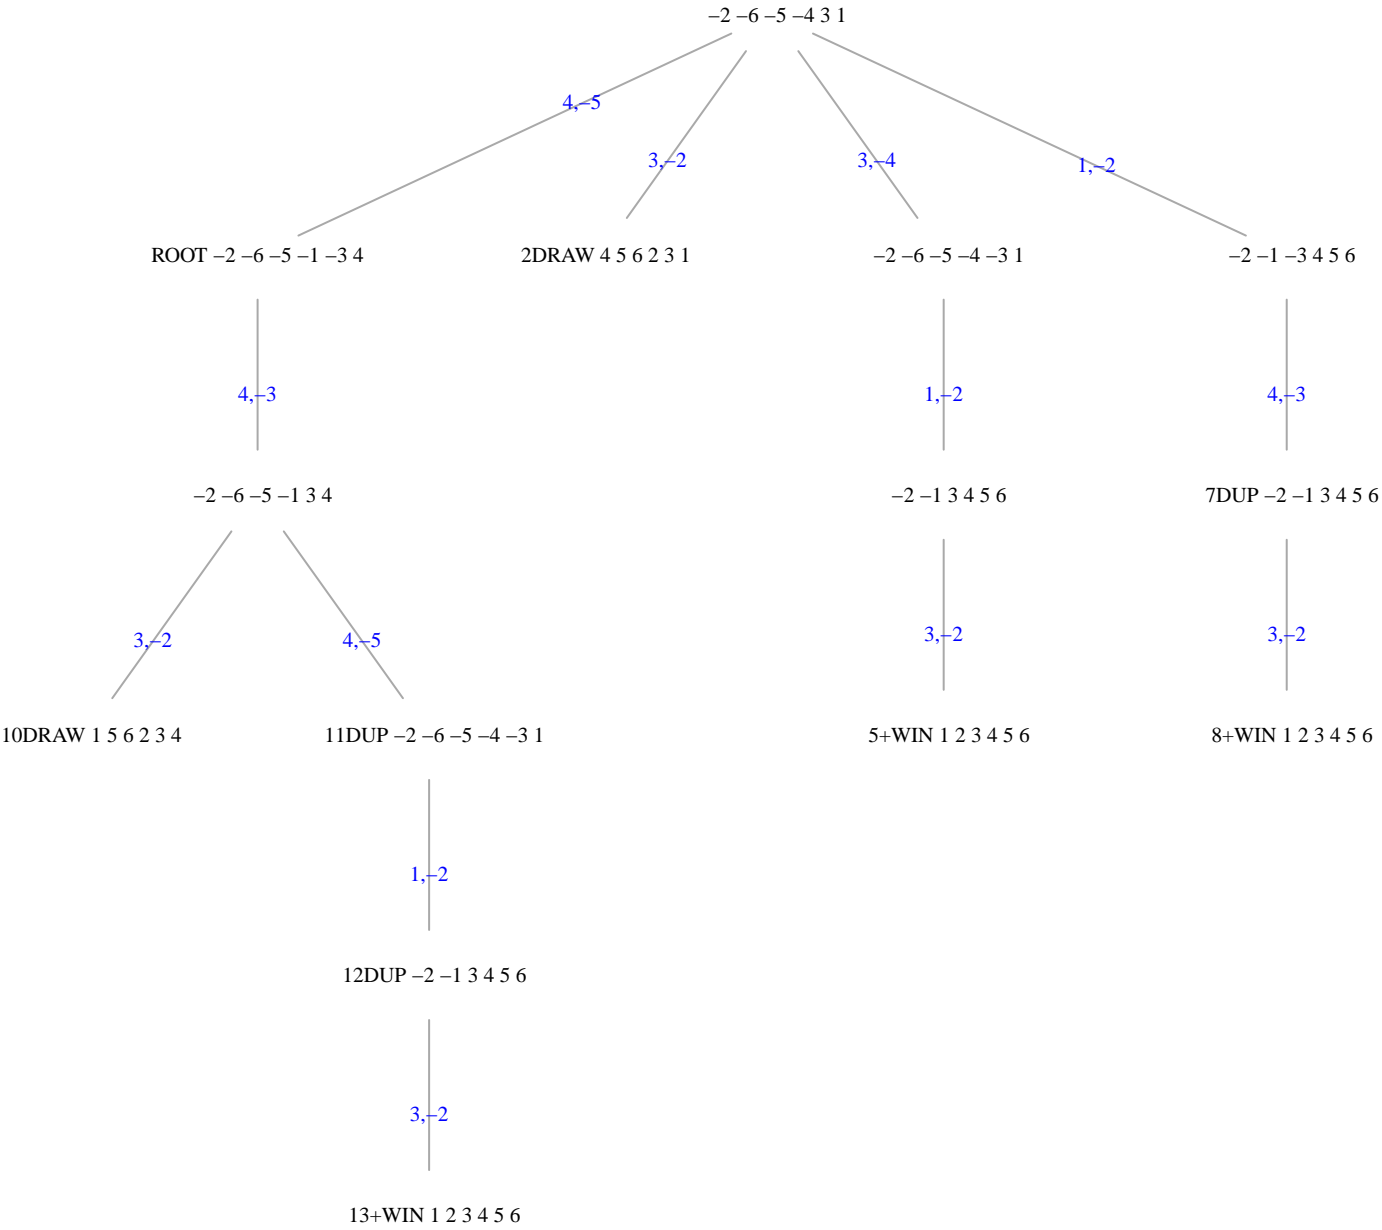 −2 −6 −5 −4 3 1
4,−5
3,−2
3,−4
1,−2
ROOT −2 −6 −5 −1 −3 4
2DRAW 4 5 6 2 3 1
−2 −6 −5 −4 −3 1
−2 −1 −3 4 5 6
4,−3
1,−2
4,−3
−2 −6 −5 −1 3 4
−2 −1 3 4 5 6
7DUP −2 −1 3 4 5 6
3,−2
4,−5
3,−2
3,−2
10DRAW 1 5 6 2 3 4
11DUP −2 −6 −5 −4 −3 1
5+WIN 1 2 3 4 5 6
8+WIN 1 2 3 4 5 6
1,−2
12DUP −2 −1 3 4 5 6
3,−2
13+WIN 1 2 3 4 5 6